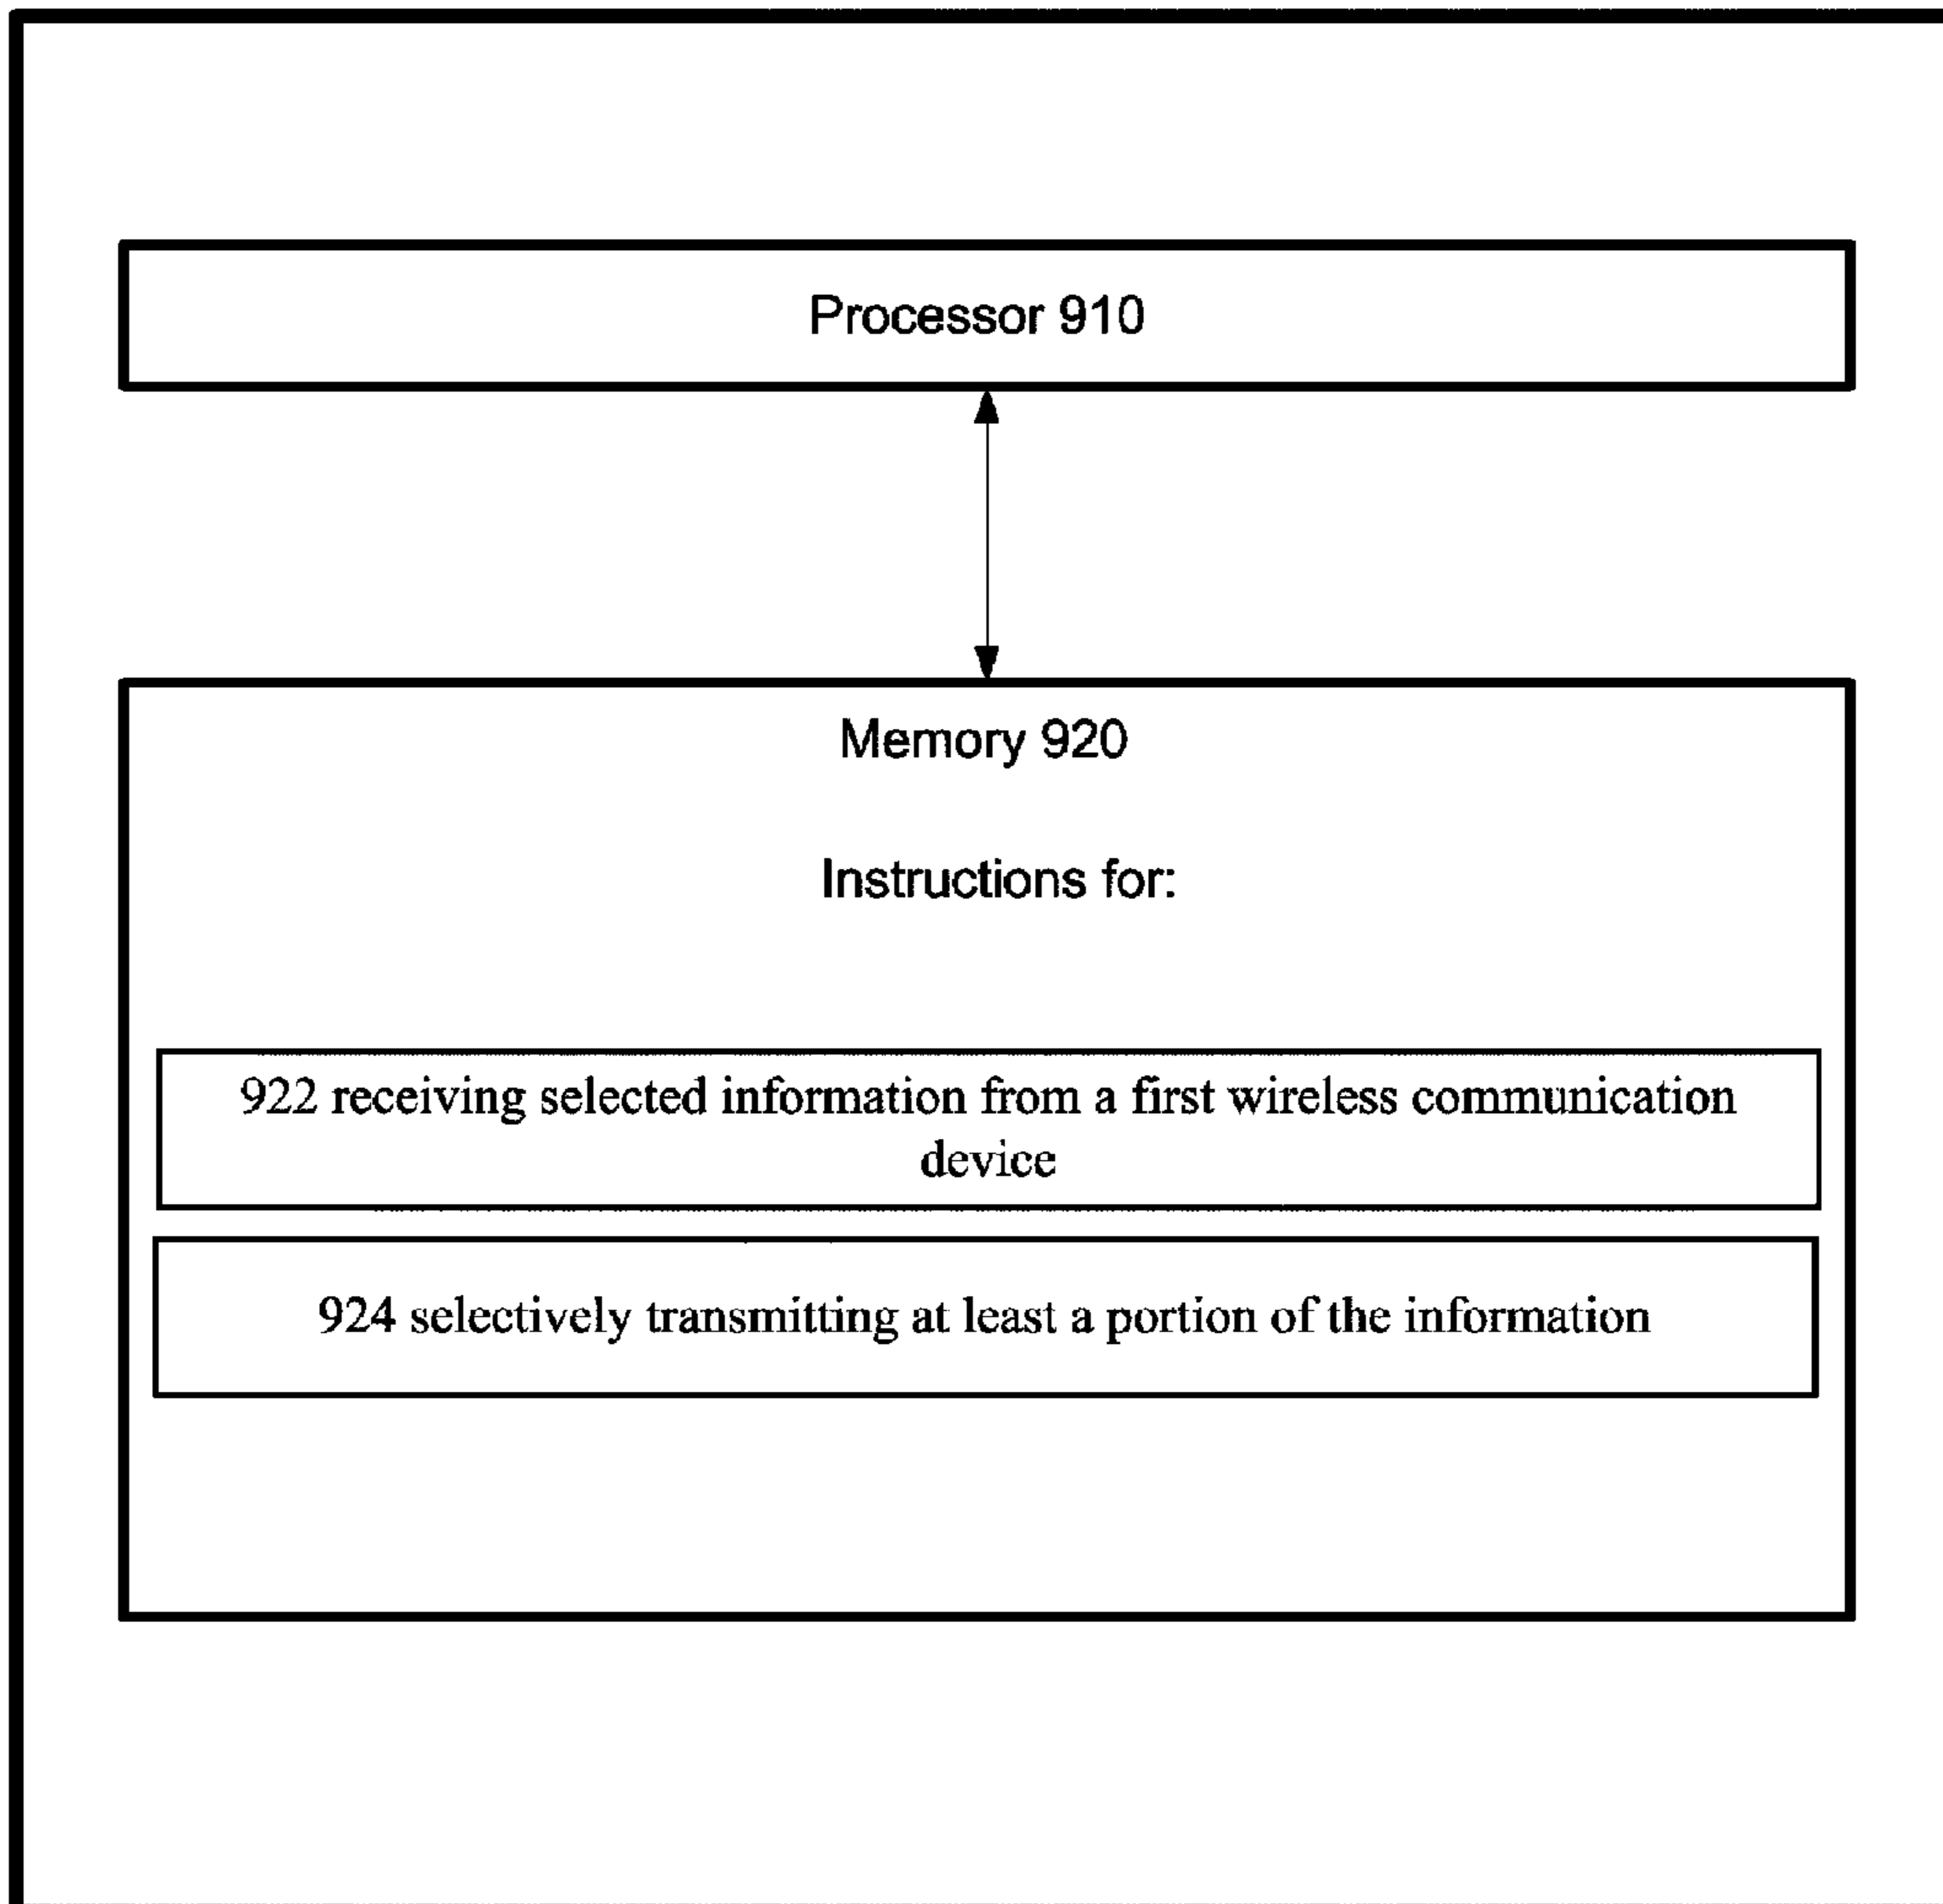 Processor 910
Memory 920
Instructions for:
922 receiving selected information from a first wireless communication
device
924 selectively transmitting at least a portion of the information